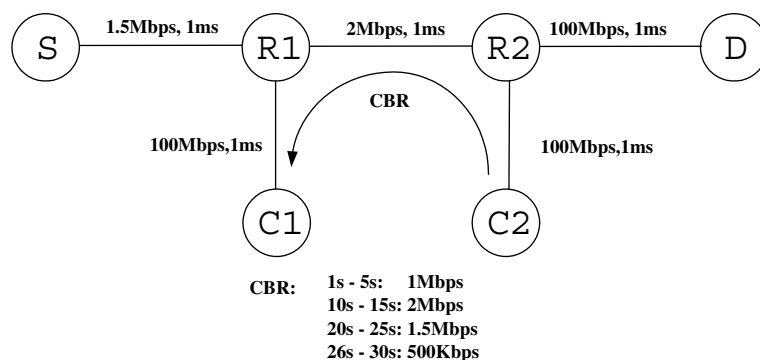 1.5Mbps, 1ms
2Mbps, 1ms
100Mbps, 1ms
S
R1
R2
D
CBR
100Mbps,1ms
100Mbps,1ms
C1
C2
CBR:
1s - 5s: 1Mbps
10s - 15s: 2Mbps
20s - 25s: 1.5Mbps
26s - 30s: 500Kbps